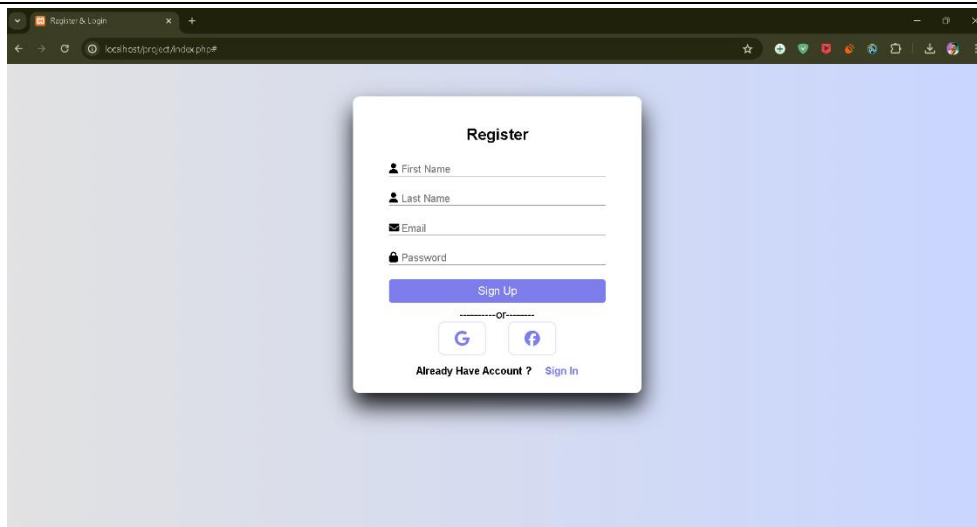 Register & Login
localhost/project/index.php#
Register
First Name
Last Name
Email
Password
Sign Up
----------or--------
G
Already Have Account ? Sign In